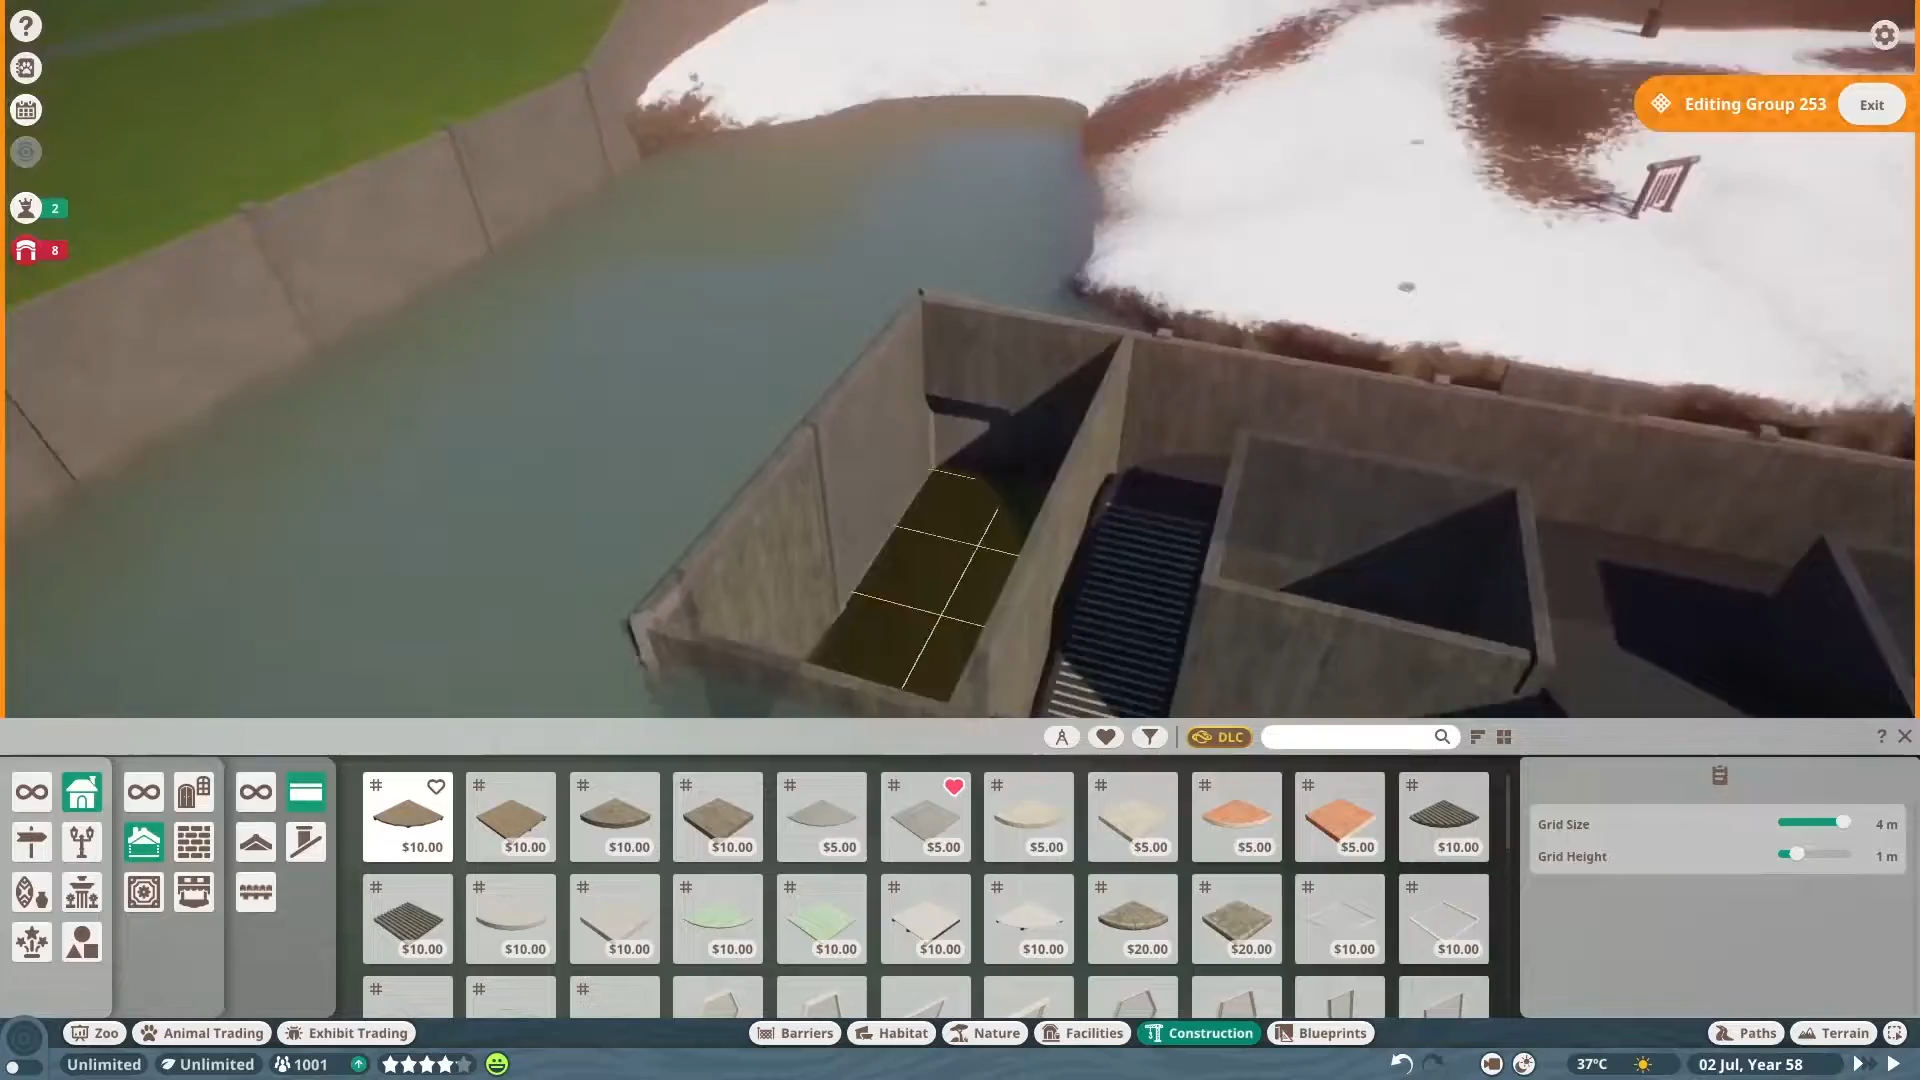 ?
Editing Group 253
Exit
2
8
DLC
?
$10.00
$10.00
$10.00
$10.00
$5.00
$5.00
$5.00
$5.00
$5.00
$5.00
$10.00
$10.00
$10.00
$10.00
$10.00
$10.00
$10.00
$10.00
$20.00
$20.00
$10.00
$10.00
Grid Size
4 m
Grid Height
1 m
Zoo
Animal Trading
Exhibit Trading
Barriers
Habitat
Nature
Facilities
Construction
Blueprints
Paths
Terrain
Unlimited
Unlimited
1001
37°C
02 Jul, Year 58